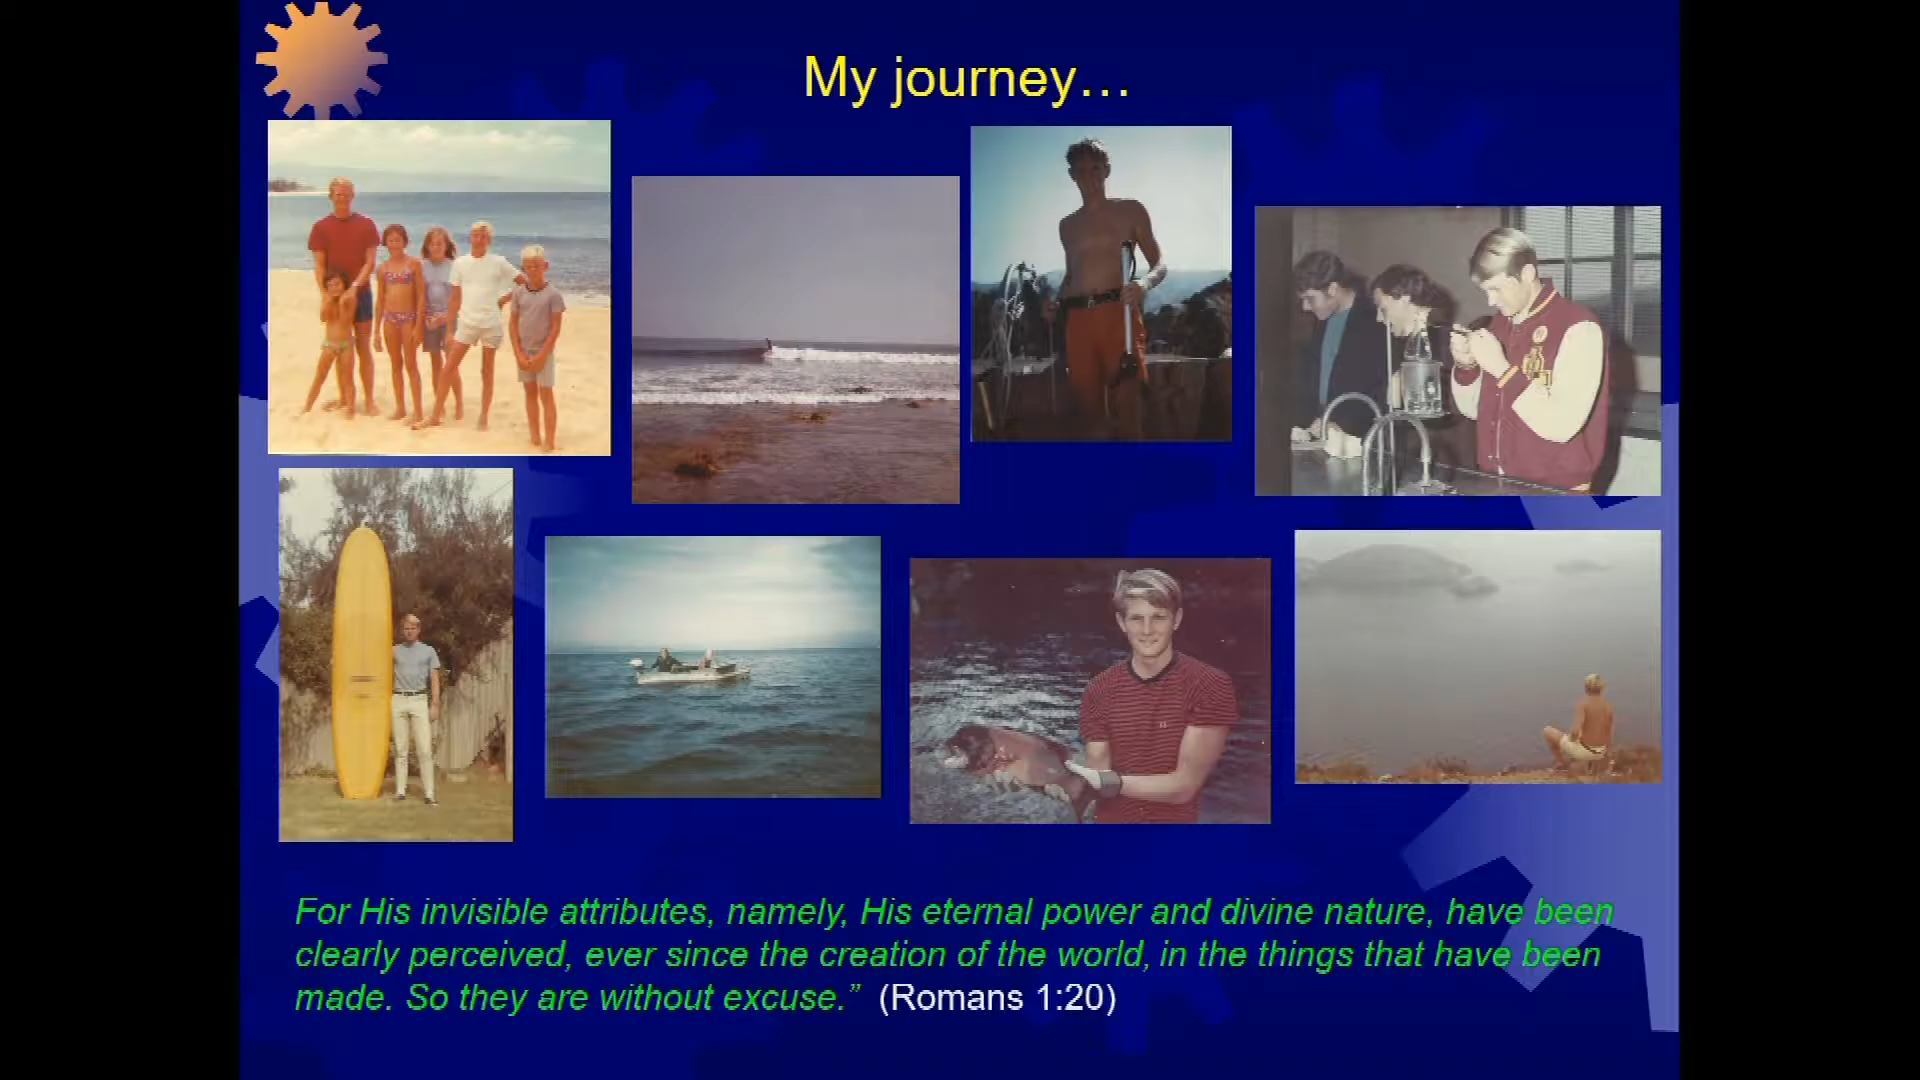 My journey…
For His invisible attributes, namely, His eternal power and divine nature, have been
clearly perceived, ever since the creation of the world, in the things that have been
made. So they are without excuse.” (Romans 1:20)